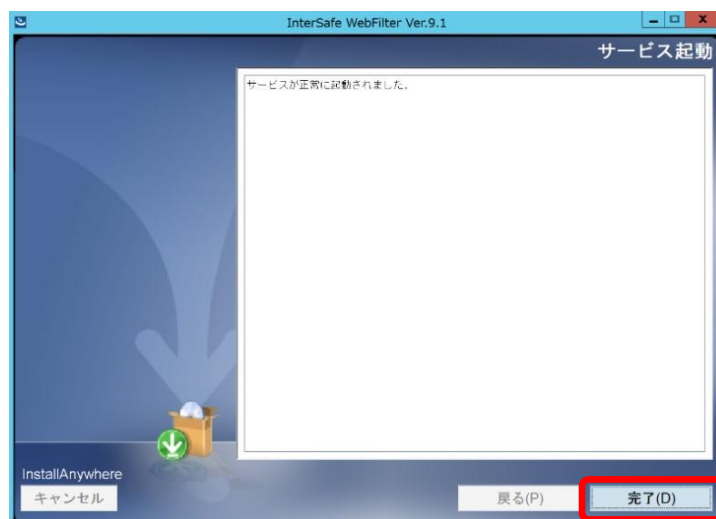 InterSafe WebFilter Ver.9.1
サービス起動
サービスが正常に起動されました。
InstallAnywhere
キャンセル
戻る(P)
完了(D)